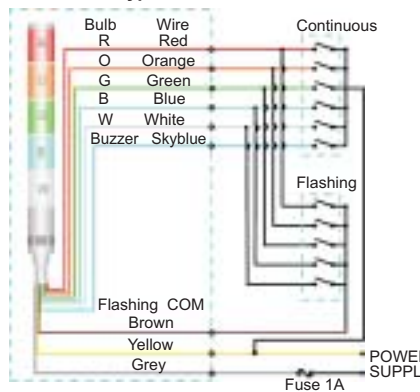 Bulb Wire Continuous
R Red
O Orange
G Green
B Blue
W White
Buzzer Skyblue
Flashing
Flashing COM
Brown
Yellow
Grey
POWER
SUPPL
Fuse 1A